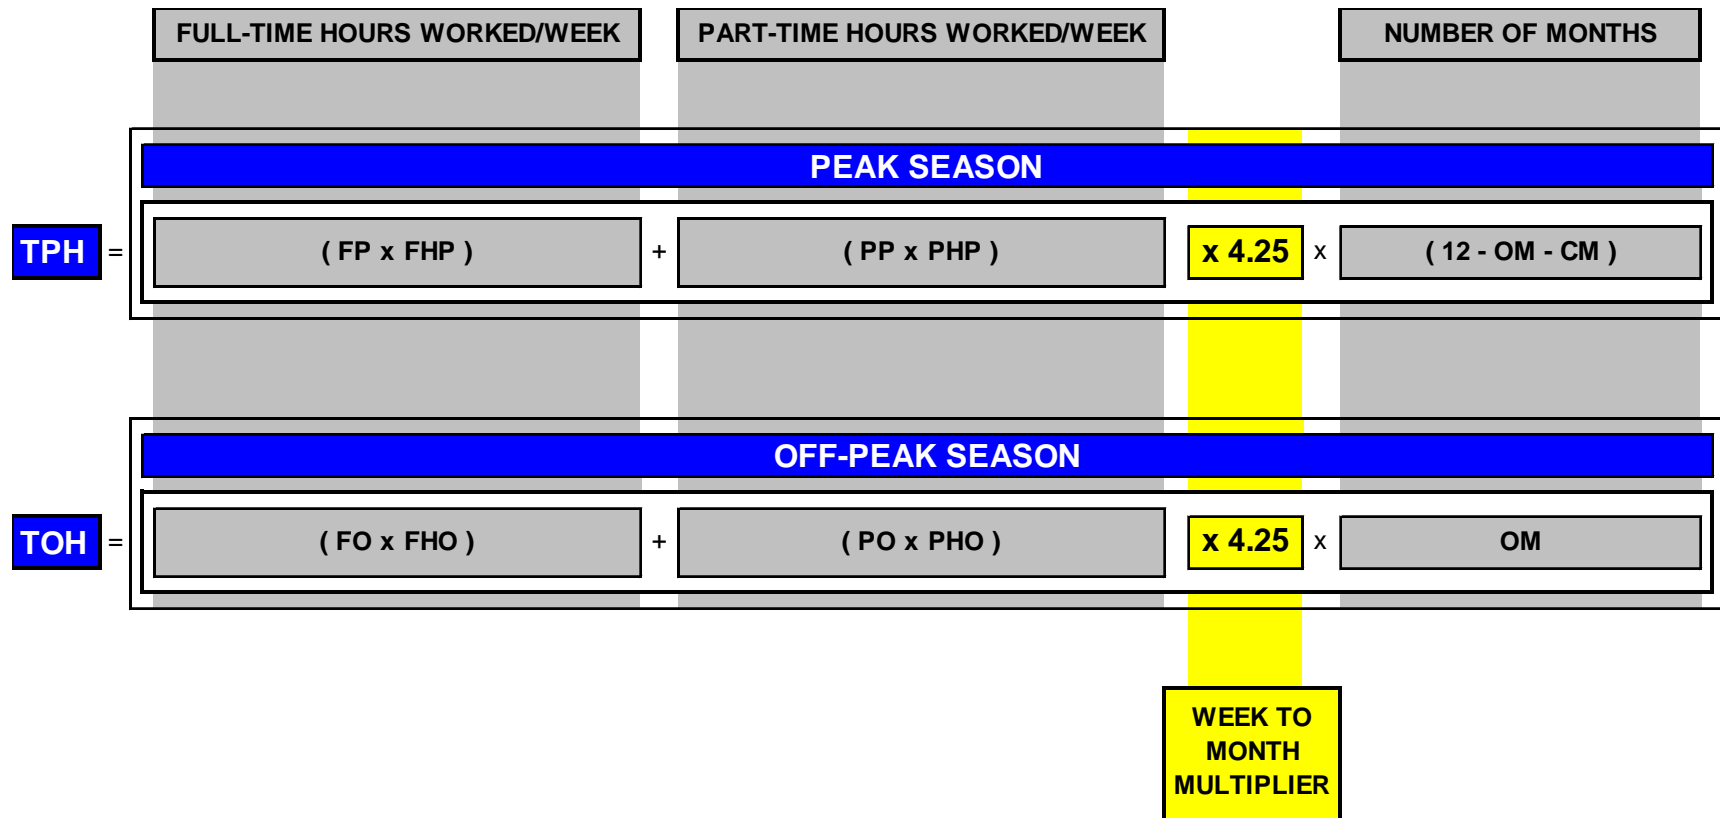 FULL-TIME HOURS WORKED/WEEK PART-TIME HOURS WORKED/WEEK NUMBER OF MONTHS
PEAK SEASON
TPH = ( FP x FHP ) + ( PP x PHP ) x 4.25 x ( 12 - OM - CM )
OFF-PEAK SEASON
TOH = ( FO x FHO ) + ( PO x PHO ) x 4.25 x OM
WEEK TO
MONTH
MULTIPLIER